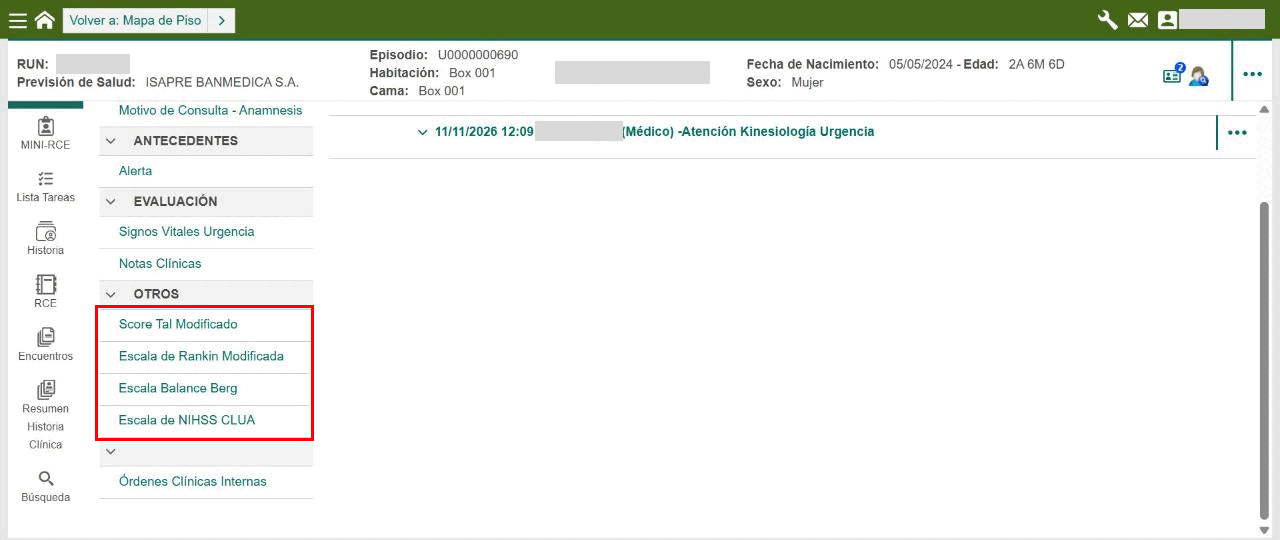 Volver a: Mapa de Piso
RUN:
Previsión de Salud: ISAPRE BANMEDICA S.A.
Episodio: U0000000690
Habitación: Box 001
Cama: Box 001
Fecha de Nacimiento: 05/05/2024 - Edad: 2A 6M 6D
Sexo: Mujer
2
MINI-RCE
Lista Tareas
Historia
RCE
Encuentros
Resumen
Historia
Clínica
Búsqueda
Motivo de Consulta - Anamnesis
ANTECEDENTES
Alerta
EVALUACIÓN
Signos Vitales Urgencia
Notas Clínicas
OTROS
Score Tal Modificado
Escala de Rankin Modificada
Escala Balance Berg
Escala de NIHSS CLUA
Órdenes Clínicas Internas
11/11/2026 12:09 (Médico) -Atención Kinesiología Urgencia